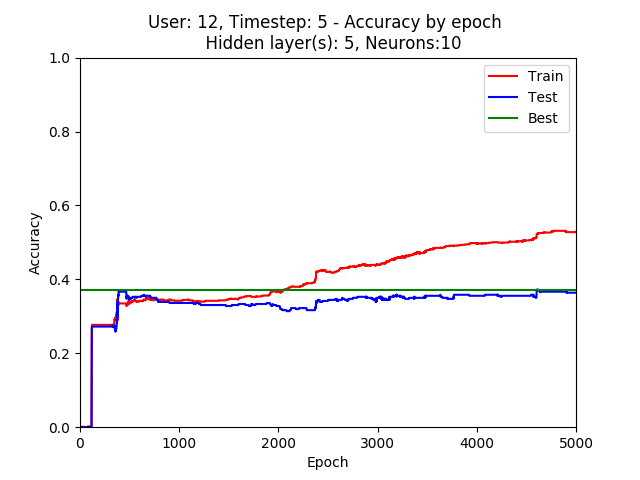 User: 12, Timestep: 5 - Accuracy by epoch
Hidden layer(s): 5, Neurons:10
Train
Test
Best
1.0
0.8
0.6
0.4
0.2
0.0
Accuracy
0 1000 2000 3000 4000 5000
Epoch